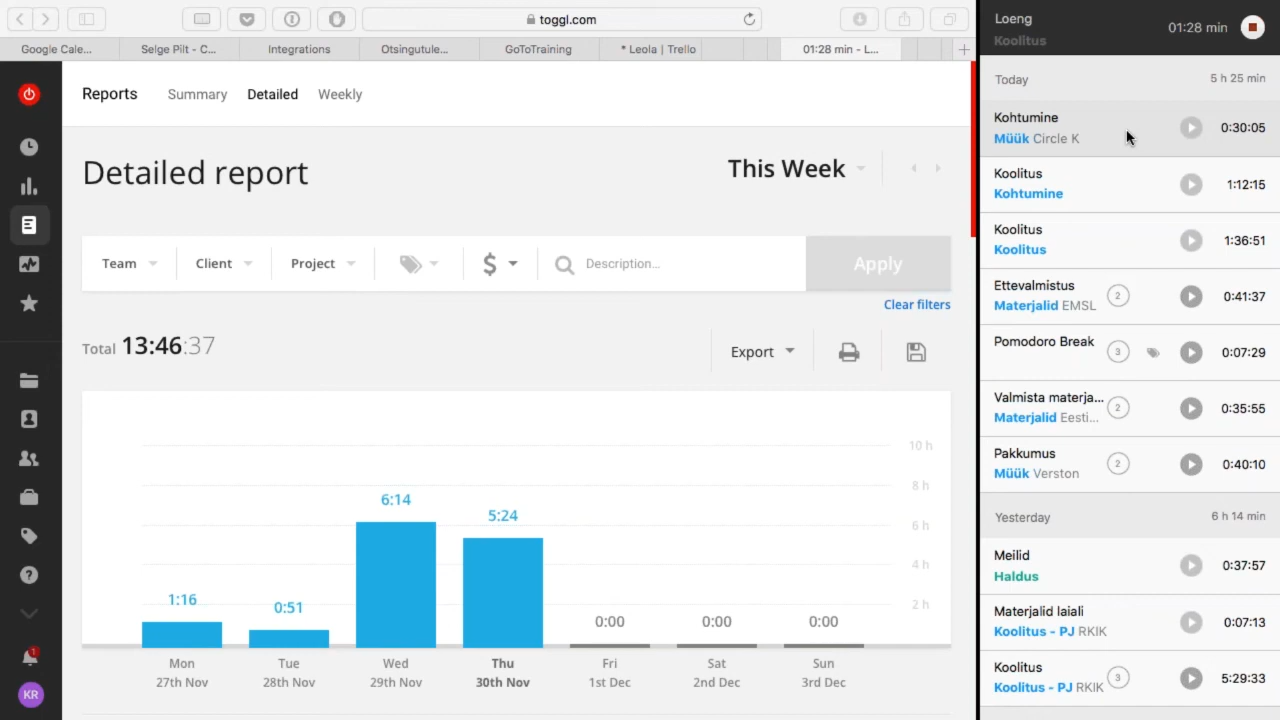 toggl.com
Google Cale...
Selge Pilt - C...
Integrations
Otsingutule...
GoToTraining
* Leola | Trello
01:28 min - L...
Reports
Summary
Detailed
Weekly
Detailed report
This Week
Team
Client
Project
$
Description...
Apply
Clear filters
Total 13:46:37
Export
10 h
8 h
6 h
4 h
2 h
1:16
0:51
6:14
5:24
0:00
0:00
0:00
Mon
27th Nov
Tue
28th Nov
Wed
29th Nov
Thu
30th Nov
Fri
1st Dec
Sat
2nd Dec
Sun
3rd Dec
1
KR
Loeng
Koolitus
01:28 min
Today
5 h 25 min
Kohtumine
Müük Circle K
0:30:05
Koolitus
Kohtumine
1:12:15
Koolitus
Koolitus
1:36:51
Ettevalmistus
Materjalid EMSL
2
0:41:37
Pomodoro Break
3
0:07:29
Valmista materja...
Materjalid Eesti...
2
0:35:55
Pakkumus
Müük Verston
2
0:40:10
Yesterday
6 h 14 min
Meilid
Haldus
0:37:57
Materjalid laiali
Koolitus - PJ RKIK
0:07:13
Koolitus
Koolitus - PJ RKIK
3
5:29:33